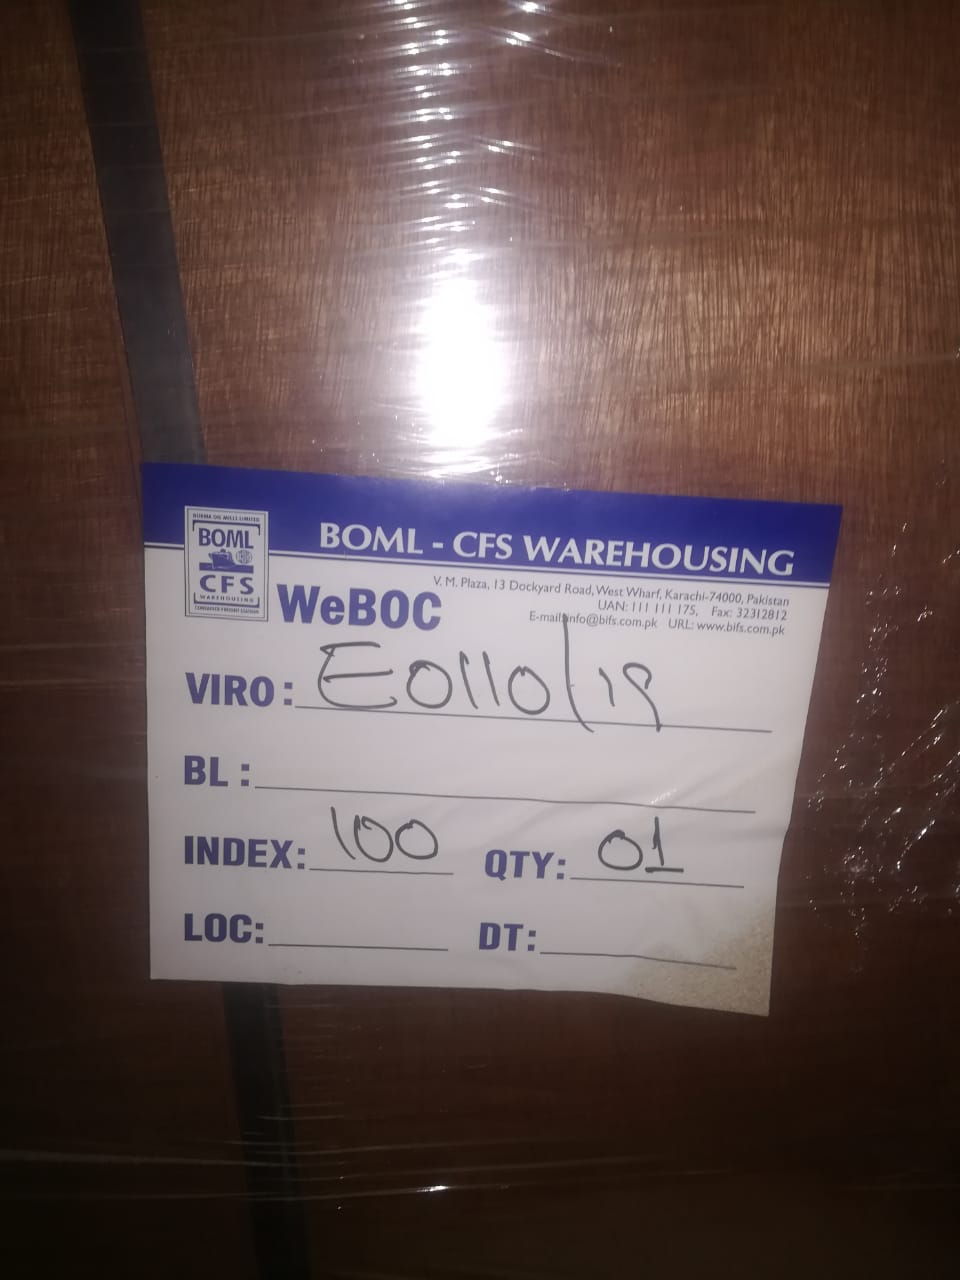 BURMA OIL MILLS LIMITED
BOML
CFS
WAREHOUSING
CONTAINER FREIGHT STATION
BOML - CFS WAREHOUSING
V. M. Plaza, 13 Dockyard Road, West Wharf, Karachi-74000, Pakistan
UAN: 111 111 175, Fax: 32312812
E-mail: info@bifs.com.pk URL: www.bifs.com.pk
WeBOC
VIRO: E0110/19
BL :
INDEX: 100 QTY: 01
LOC: DT: